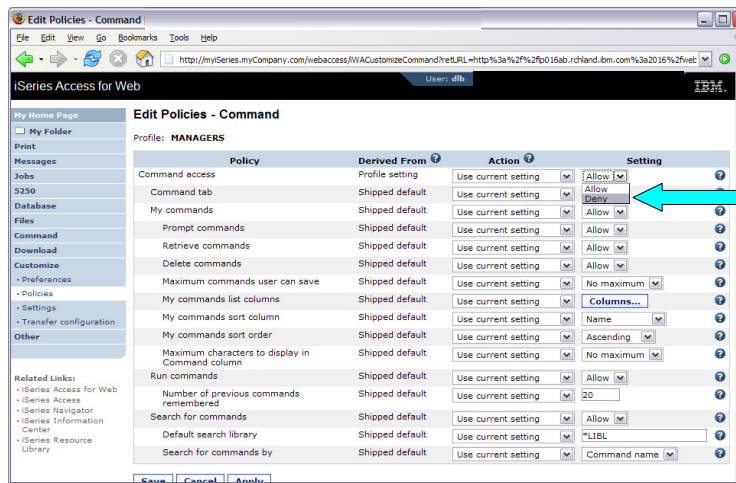 Edit Policies - Command
File Edit View Go Bookmarks Tools Help
http://myiSeries.myCompany.com/webaccess/iWACustomizeCommand?retURL=http%3a%2f%2flp016ab.rchland.ibm.com%3a2016%2fweb
iSeries Access for Web
User: dlb
IBM.
My Home Page
My Folder
Print
Messages
Jobs
5250
Database
Files
Command
Download
Customize
• Preferences
• Policies
• Settings
• Transfer configuration
Other
Related Links:
• iSeries Access for Web
• iSeries Access
• iSeries Navigator
• iSeries Information
Center
• iSeries Resource
Library
Edit Policies - Command
Profile: MANAGERS
Policy Derived From ? Action ? Setting
Command access Profile setting Use current setting Allow ?
Allow
Deny
Command tab Shipped default Use current setting
My commands Shipped default Use current setting Allow ?
Prompt commands Shipped default Use current setting Allow ?
Retrieve commands Shipped default Use current setting Allow ?
Delete commands Shipped default Use current setting Allow ?
Maximum commands user can save Shipped default Use current setting No maximum ?
My commands list columns Shipped default Use current setting Columns... ?
My commands sort column Shipped default Use current setting Name ?
My commands sort order Shipped default Use current setting Ascending ?
Maximum characters to display in Shipped default Use current setting No maximum ?
Command column
Run commands Shipped default Use current setting Allow ?
Number of previous commands Shipped default Use current setting 20 ?
remembered
Search for commands Shipped default Use current setting Allow ?
Default search library Shipped default Use current setting *LIBL ?
Search for commands by Shipped default Use current setting Command name ?
Save Cancel Apply